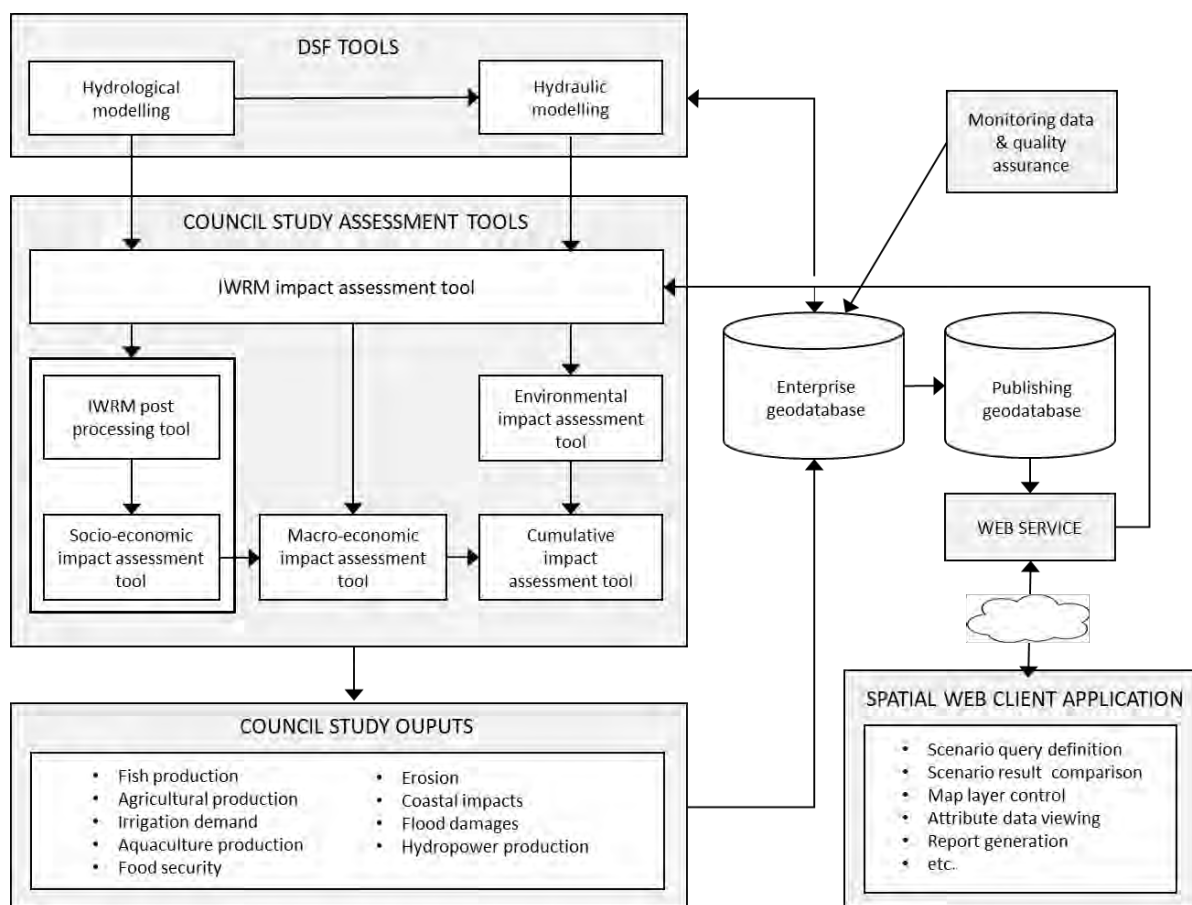 DSF TOOLS
Hydrological
modelling
Hydraulic
modelling
Monitoring data
& quality
assurance
COUNCIL STUDY ASSESSMENT TOOLS
IWRM impact assessment tool
IWRM post
processing tool
Environmental
impact assessment
tool
Socio-economic
impact assessment
tool
Macro-economic
impact assessment
tool
Cumulative
impact
assessment tool
Enterprise
geodatabase
Publishing
geodatabase
WEB SERVICE
COUNCIL STUDY OUPUTS
• Fish production
• Agricultural production
• Irrigation demand
• Aquaculture production
• Food security
• Erosion
• Coastal impacts
• Flood damages
• Hydropower production
SPATIAL WEB CLIENT APPLICATION
• Scenario query definition
• Scenario result comparison
• Map layer control
• Attribute data viewing
• Report generation
• etc.